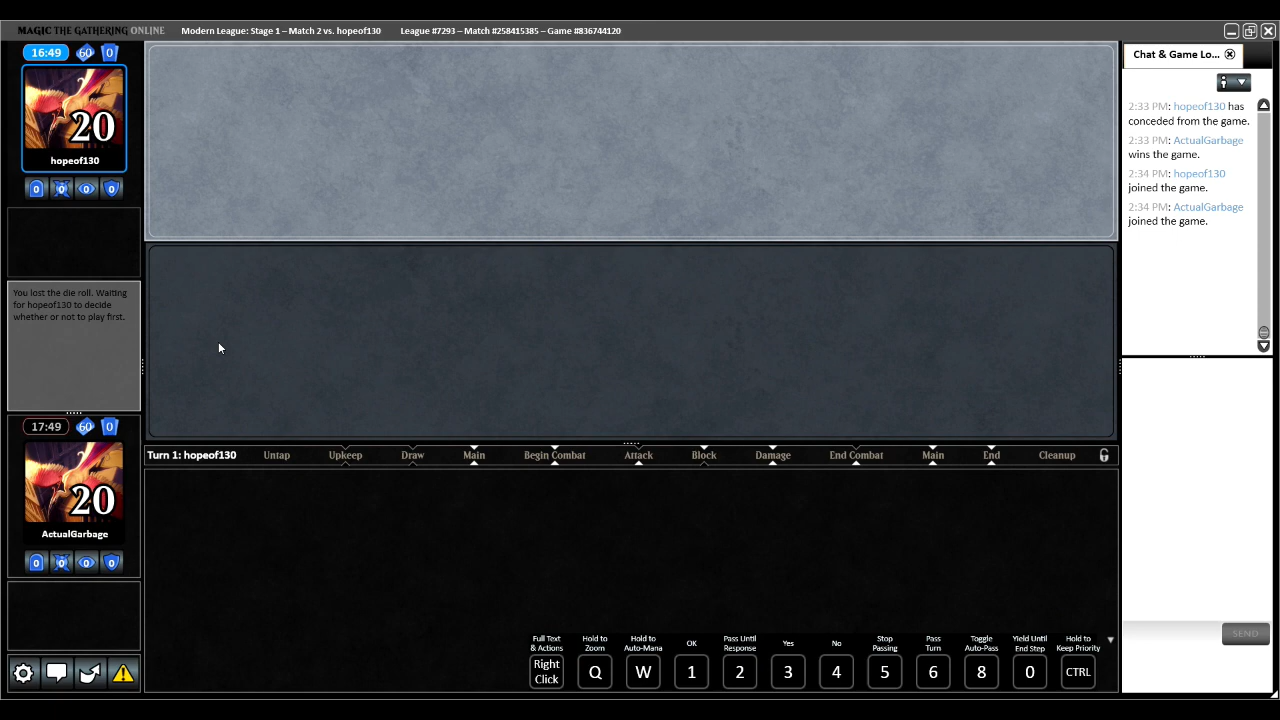 MAGIC THE GATHERING ONLINE
Modern League: Stage 1 – Match 2 vs. hopeof130
League #7293 – Match #258415385 – Game #836744120
16:49
60
0
20
hopeof130
0 0 0 0
You lost the die roll. Waiting
for hopeof130 to decide
whether or not to play first.
17:49
60
0
20
ActualGarbage
0 0 0 0
Turn 1: hopeof130
Untap
Upkeep
Draw
Main
Begin Combat
Attack
Block
Damage
End Combat
Main
End
Cleanup
Full Text
& Actions
Right
Click
Hold to
Zoom
Q
Hold to
Auto-Mana
W
OK
1
Pass Until
Response
2
Yes
3
No
4
Stop
Passing
5
Pass
Turn
6
Toggle
Auto-Pass
8
Yield Until
End Step
0
Hold to
Keep Priority
CTRL
Chat & Game Lo...
2:33 PM: hopeof130 has
conceded from the game.
2:33 PM: ActualGarbage
wins the game.
2:34 PM: hopeof130
joined the game.
2:34 PM: ActualGarbage
joined the game.
SEND